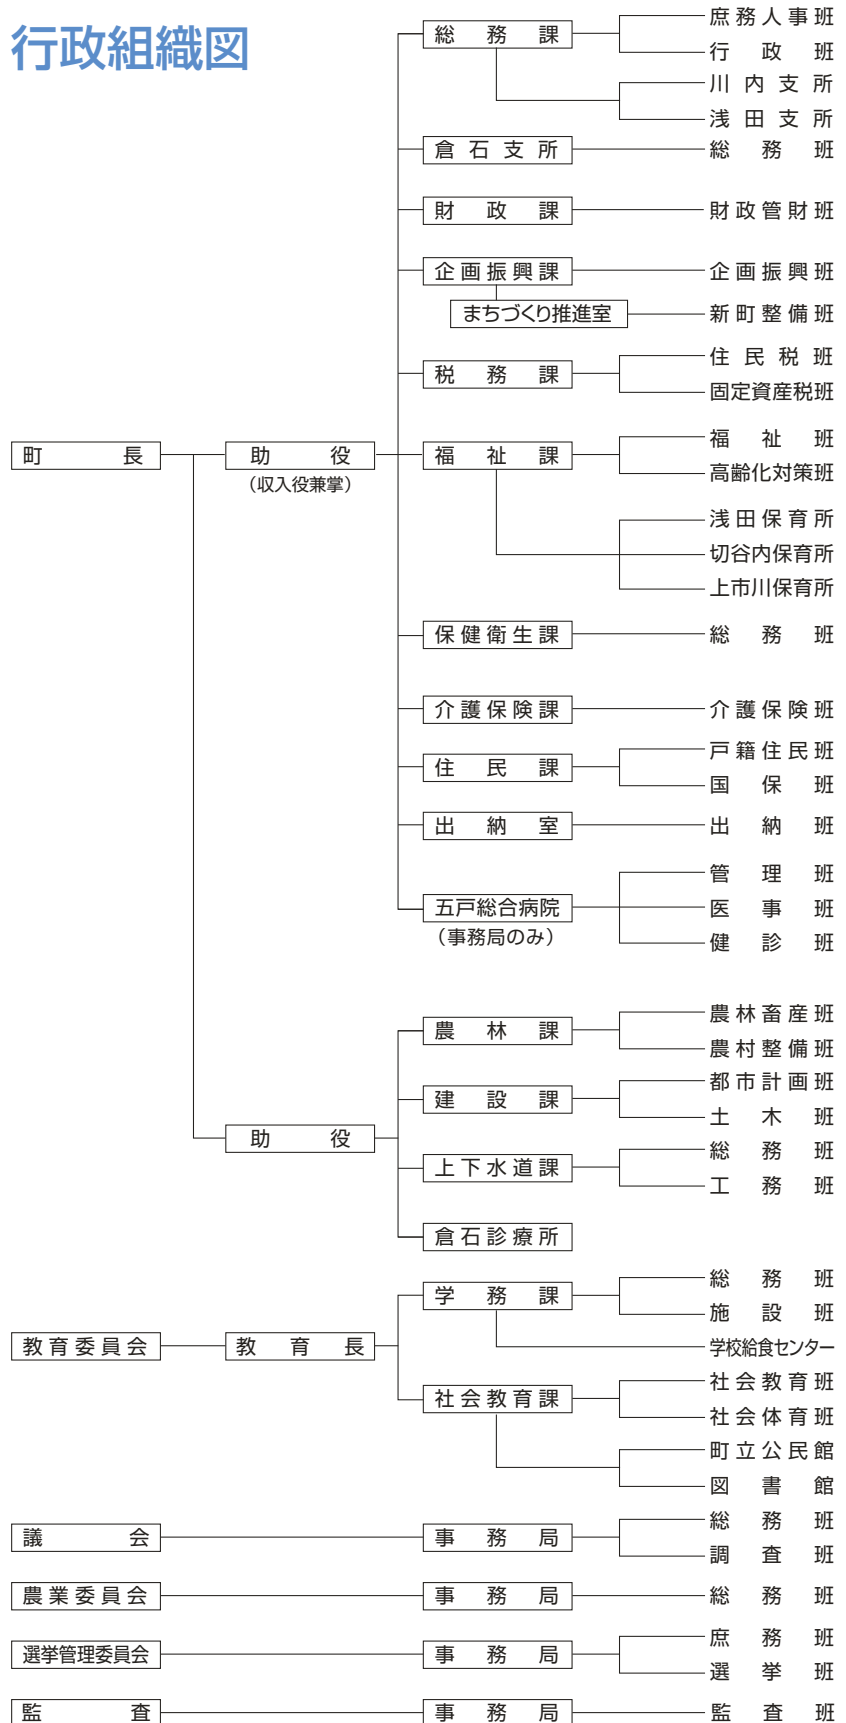 行政組織図
総務課
庶務人事班
行政班
川内支所
浅田支所
倉石支所
総務班
財政課
財政管財班
企画振興課
企画振興班
まちづくり推進室
新町整備班
税務課
住民税班
固定資産税班
町長
助役
(収入役兼掌)
福祉課
福祉班
高齢化対策班
浅田保育所
切谷内保育所
上市川保育所
保健衛生課
総務班
介護保険課
介護保険班
住民課
戸籍住民班
国保班
出納室
出納班
五戸総合病院
(事務局のみ)
管理班
医事班
健診班
助役
農林課
農林畜産班
農村整備班
建設課
都市計画班
土木班
上下水道課
総務班
工務班
倉石診療所
教育委員会
教育長
学務課
総務班
施設班
学校給食センター
社会教育課
社会教育班
社会体育班
町立公民館
図書館
議会
事務局
総務班
調査班
農業委員会
事務局
総務班
選挙管理委員会
事務局
庶務班
選挙班
監査
事務局
監査班